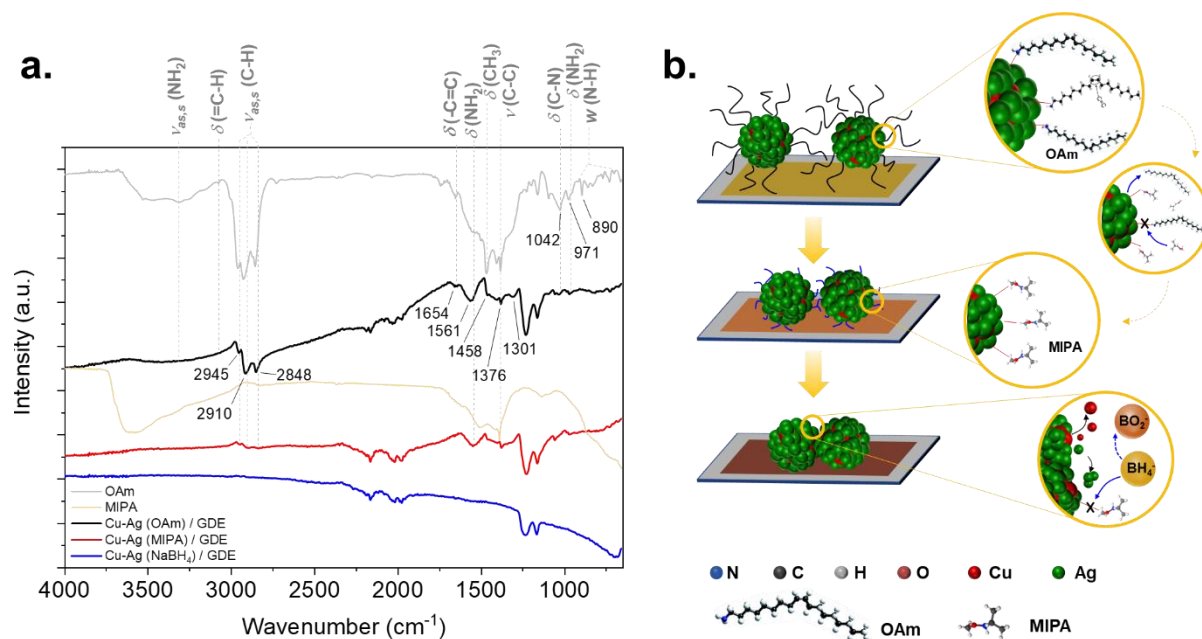 a.
ν_as,s (NH₂)
δ (=C-H)
ν_as,s (C-H)
δ (-C=C)
δ (NH₂)
δ (CH₃)
ν (C-C)
δ (C-N)
δ (NH₂)
w (N-H)
1042
971
890
1654
1561
1458
1376
1301
2945
2910
2848
OAm
MIPA
Cu-Ag (OAm) / GDE
Cu-Ag (MIPA) / GDE
Cu-Ag (NaBH₄) / GDE
Intensity (a.u.)
4000 3500 3000 2500 2000 1500 1000
Wavenumber (cm⁻¹)
b.
OAm
X
MIPA
BO₂⁻
BH₄⁻
X
N C H O Cu Ag
OAm MIPA